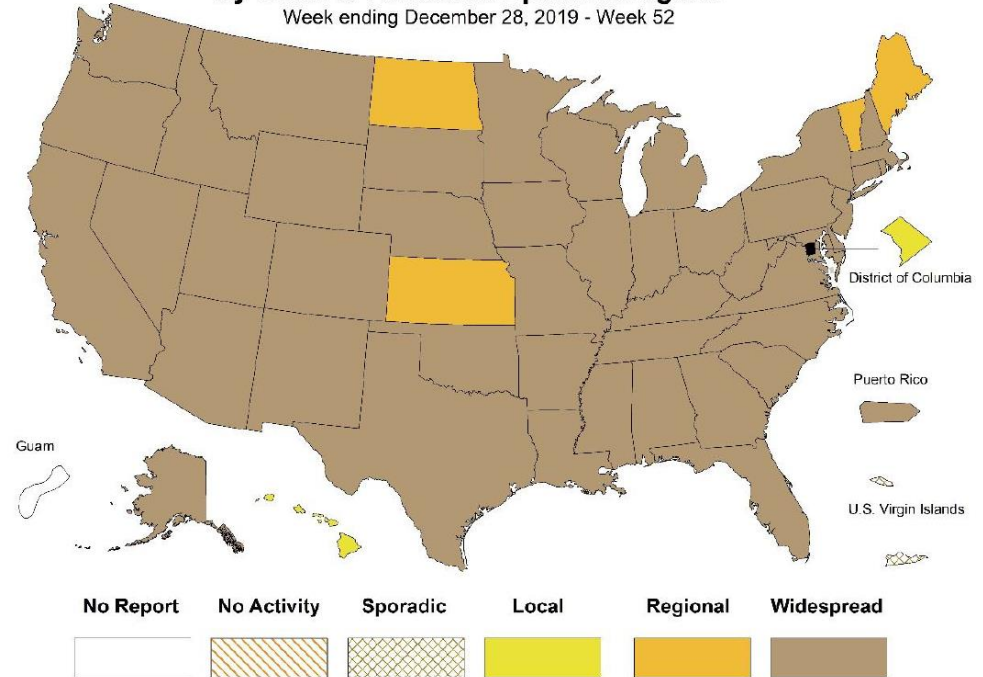 Week ending December 28, 2019 - Week 52
District of Columbia
Puerto Rico
Guam
U.S. Virgin Islands
No Report No Activity Sporadic Local Regional Widespread